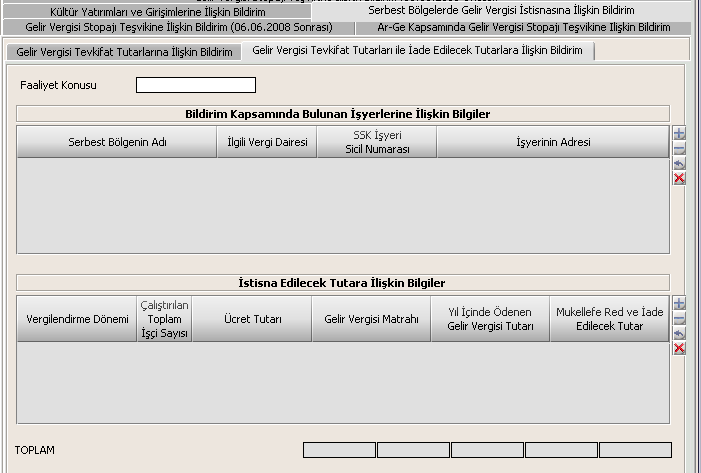 Kültür Yatırımları ve Girişimlerine İlişkin Bildirim
Serbest Bölgelerde Gelir Vergisi İstisnasına İlişkin Bildirim
Gelir Vergisi Stopajı Teşvikine İlişkin Bildirim (06.06.2008 Sonrası)
Ar-Ge Kapsamında Gelir Vergisi Stopajı Teşvikine İlişkin Bildirim
Gelir Vergisi Tevkifat Tutarlarına İlişkin Bildirim
Gelir Vergisi Tevkifat Tutarları ile İade Edilecek Tutarlara İlişkin Bildirim
Faaliyet Konusu
Bildirim Kapsamında Bulunan İşyerlerine İlişkin Bilgiler
Serbest Bölgenin Adı
İlgili Vergi Dairesi
SSK İşyeri
Sicil Numarası
İşyerinin Adresi
İstisna Edilecek Tutara İlişkin Bilgiler
Vergilendirme Dönemi
Çalıştırılan
Toplam
İşçi Sayısı
Ücret Tutarı
Gelir Vergisi Matrahı
Yıl İçinde Ödenen
Gelir Vergisi Tutarı
Mukellefe Red ve İade
Edilecek Tutar
TOPLAM